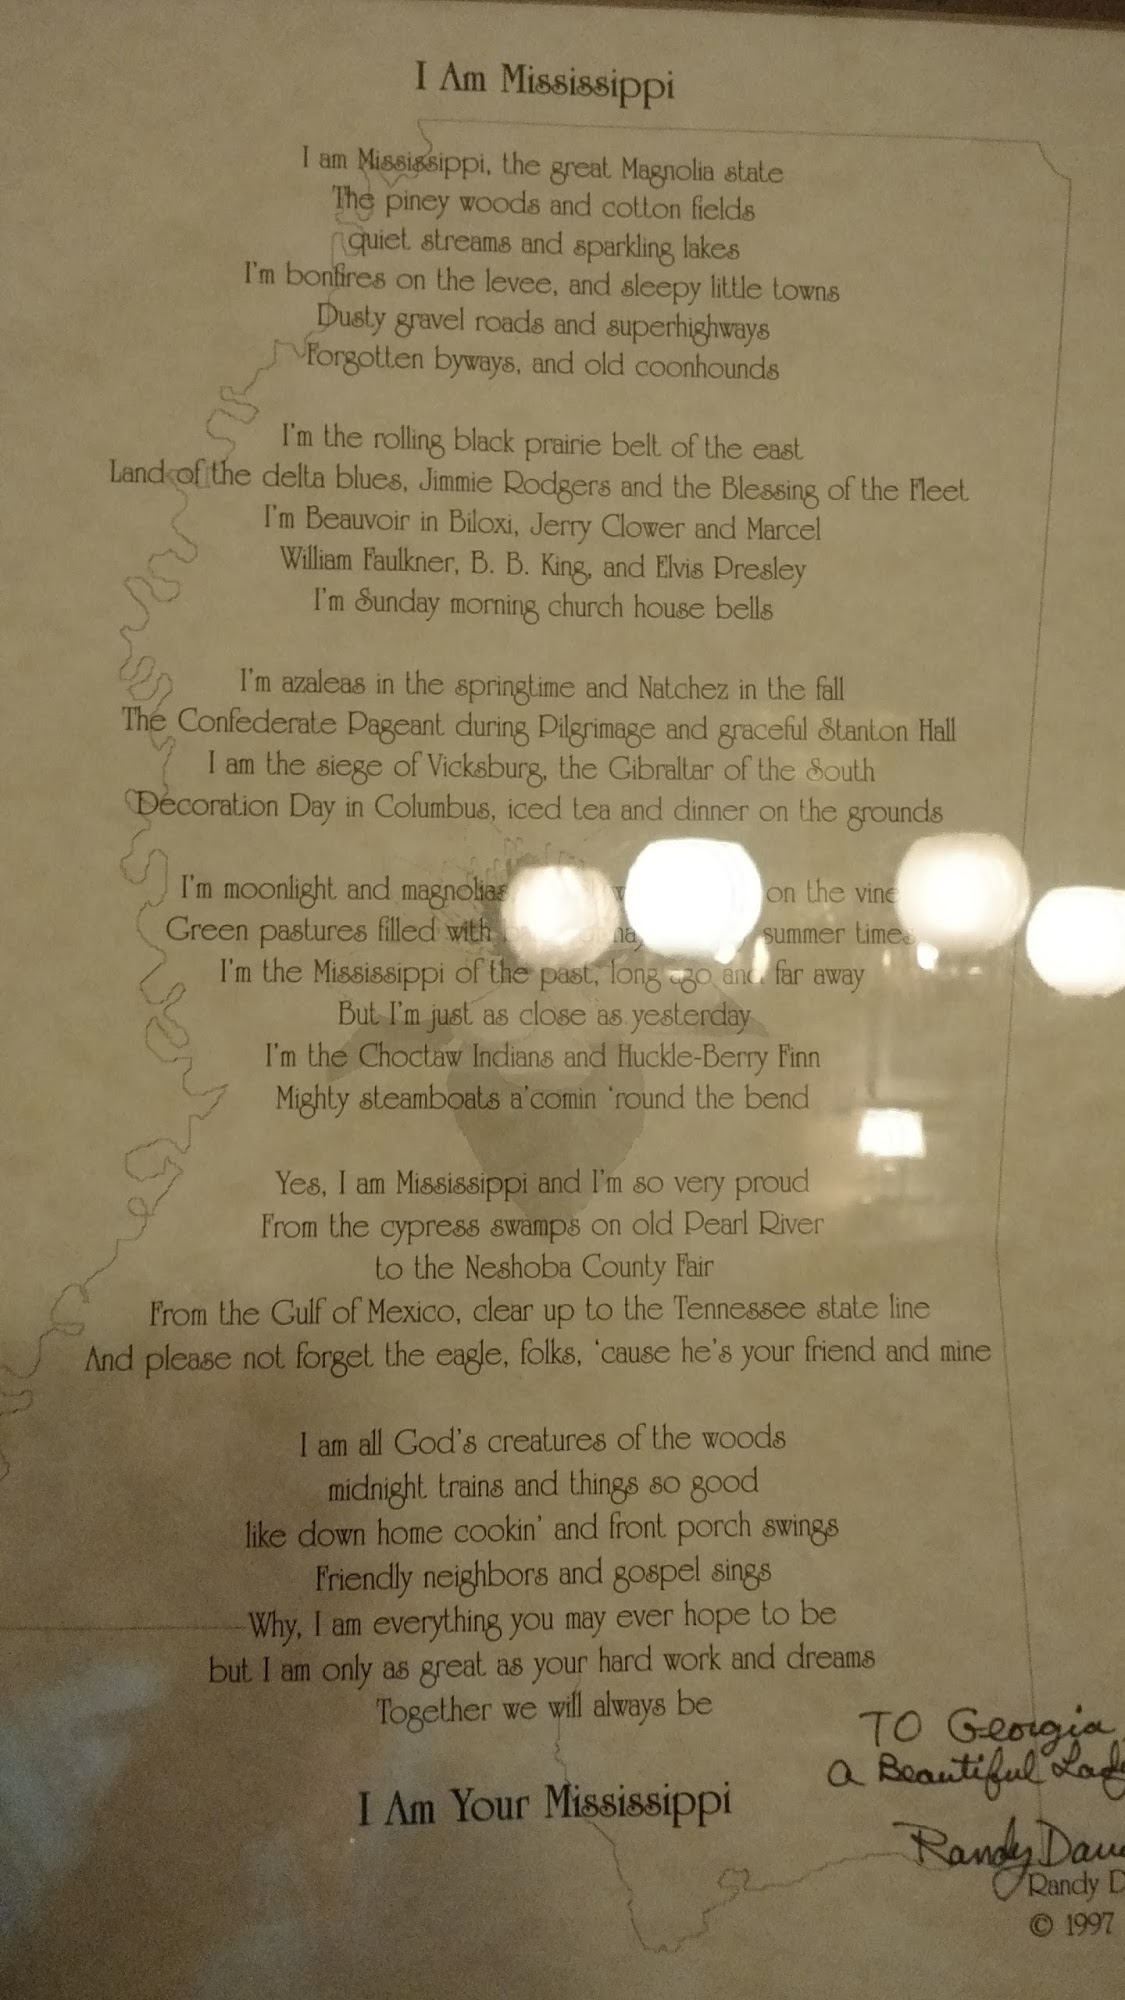 I Am Mississippi
I am Mississippi, the great Magnolia state
The piney woods and cotton fields
quiet streams and sparkling lakes
I'm bonfires on the levee, and sleepy little towns
Dusty gravel roads and superhighways
Forgotten byways, and old coonhounds
I'm the rolling black prairie belt of the east
Land of the delta blues, Jimmie Rodgers and the Blessing of the Fleet
I'm Beauvoir in Biloxi, Jerry Clower and Marcel
William Faulkner, B. B. King, and Elvis Presley
I'm Sunday morning church house bells
I'm azaleas in the springtime and Natchez in the fall
The Confederate Pageant during Pilgrimage and graceful Stanton Hall
I am the siege of Vicksburg, the Gibraltar of the South
Decoration Day in Columbus, iced tea and dinner on the grounds
I'm moonlight and magnolias on the vine
Green pastures filled with summer times
I'm the Mississippi of the past, long ago and far away
But I'm just as close as yesterday
I'm the Choctaw Indians and Huckle-Berry Finn
Mighty steamboats a'comin 'round the bend
Yes, I am Mississippi and I'm so very proud
From the cypress swamps on old Pearl River
to the Neshoba County Fair
From the Gulf of Mexico, clear up to the Tennessee state line
And please not forget the eagle, folks, 'cause he's your friend and mine
I am all God's creatures of the woods
midnight trains and things so good
like down home cookin' and front porch swings
Friendly neighbors and gospel sings
Why, I am everything you may ever hope to be
but I am only as great as your hard work and dreams
Together we will always be
I Am Your Mississippi
TO Georgia
A Beautiful
Randy
Randy
© 1997